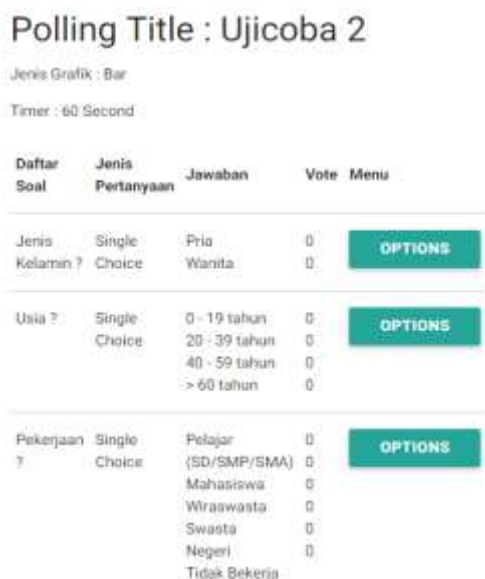 Polling Title : Ujicoba 2
Jenis Grafik : Bar
Timer : 60 Second
Daftar Soal Jenis Pertanyaan Jawaban Vote Menu
Jenis Kelamin ? Single Choice Pria 0 OPTIONS
Wanita 0
Usia ? Single Choice 0 - 19 tahun 0 OPTIONS
20 - 39 tahun 0
40 - 59 tahun 0
> 60 tahun 0
Pekerjaan ? Single Choice Pelajar 0 OPTIONS
(SD/SMP/SMA) 0
Mahasiswa 0
Wiraswasta 0
Swasta 0
Negeri 0
Tidak Bekerja